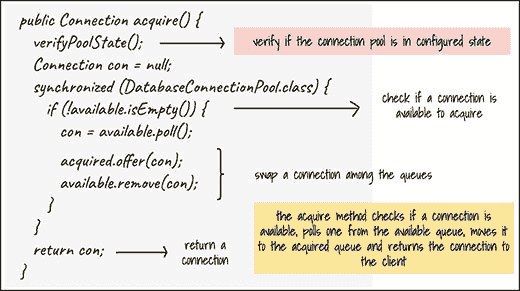 public Connection acquire() {
verifyPoolState();
verify if the connection pool is in configured state
Connection con = null;
synchronized (DatabaseConnectionPool.class) {
if (!available.isEmpty()) {
check if a connection is
available to acquire
con = available.poll();
acquired.offer(con);
available.remove(con);
swap a connection among the queues
}
}
return con;
return a
connection
}
the acquire method checks if a connection is
available, polls one from the available queue, moves it
to the acquired queue and returns the connection to
the client